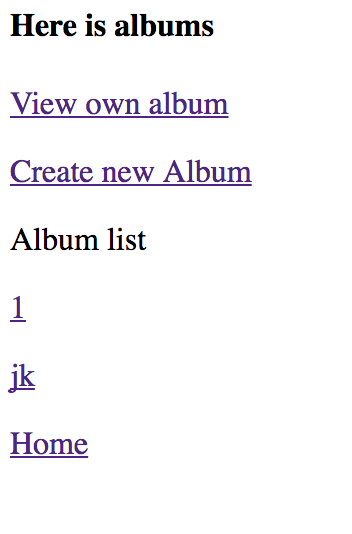 Here is albums
View own album
Create new Album
Album list
1
jk
Home